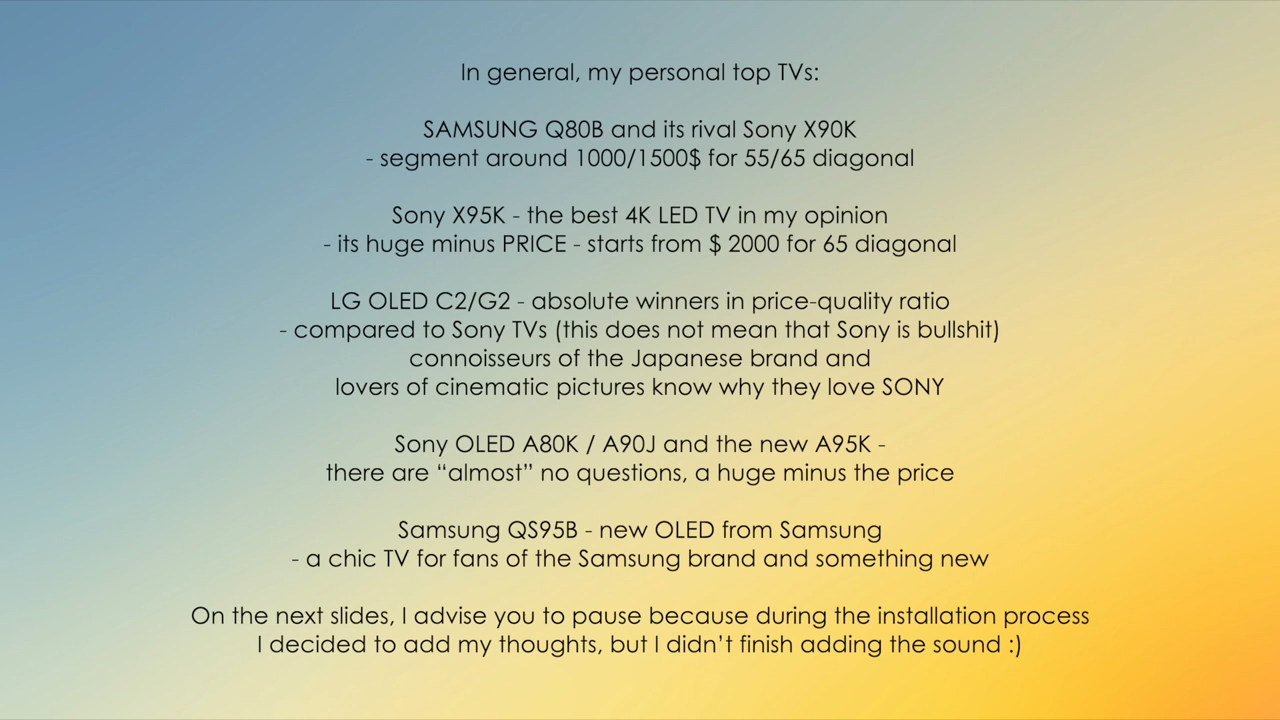 In general, my personal top TVs:
SAMSUNG Q80B and its rival Sony X90K
- segment around 1000/1500$ for 55/65 diagonal
Sony X95K - the best 4K LED TV in my opinion
- its huge minus PRICE - starts from $ 2000 for 65 diagonal
LG OLED C2/G2 - absolute winners in price-quality ratio
- compared to Sony TVs (this does not mean that Sony is bullshit)
connoisseurs of the Japanese brand and
lovers of cinematic pictures know why they love SONY
Sony OLED A80K / A90J and the new A95K -
there are “almost” no questions, a huge minus the price
Samsung QS95B - new OLED from Samsung
- a chic TV for fans of the Samsung brand and something new
On the next slides, I advise you to pause because during the installation process
I decided to add my thoughts, but I didn’t finish adding the sound :)